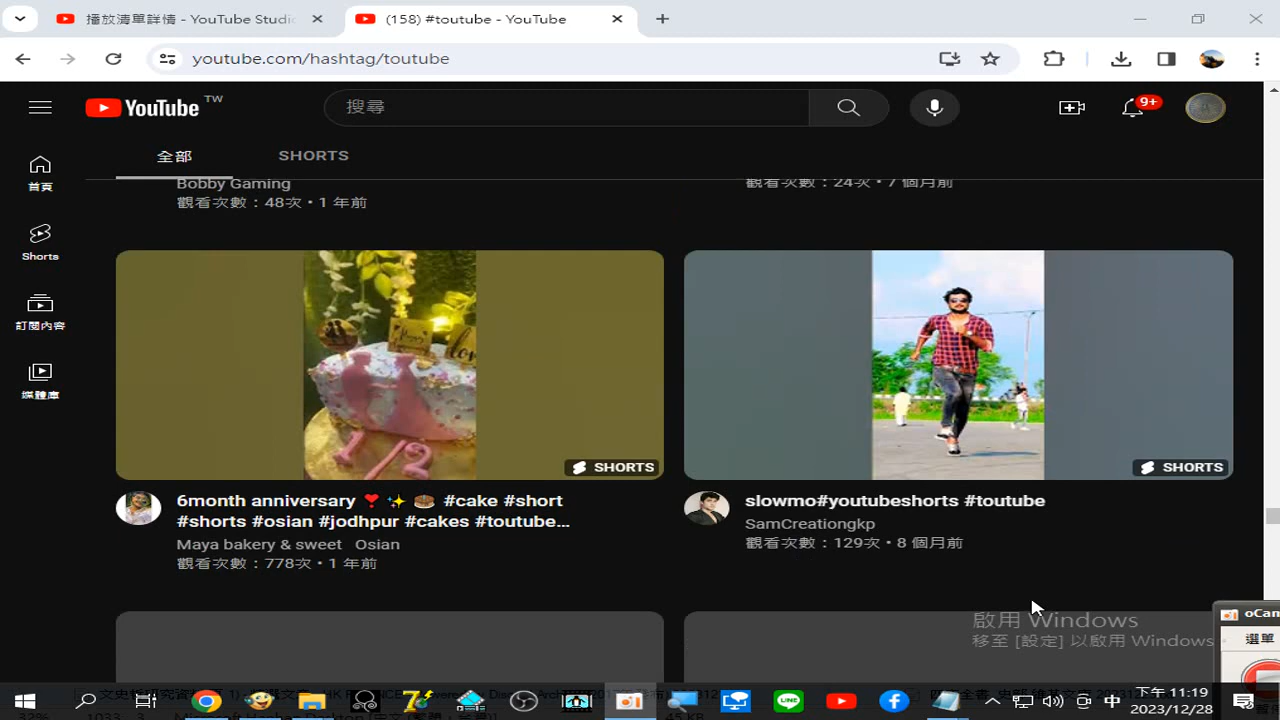 播放清單詳情 - YouTube Studio
(158) #toutube - YouTube
youtube.com/hashtag/toutube
YouTube TW
搜尋
9+
全部
SHORTS
首頁
Shorts
訂閱內容
媒體庫
Bobby Gaming
觀看次數：48次・1 年前
觀看次數：24次・7 個月前
1/2
SHORTS
6month anniversary ❣️ ✨ 🎂 #cake #short
#shorts #osian #jodhpur #cakes #toutube…
Maya bakery & sweet Osian
觀看次數：778次・1 年前
SHORTS
slowmo#youtubeshorts #toutube
SamCreationgkp
觀看次數：129次・8 個月前
啟用 Windows
移至 [設定] 以啟用 Windows
oCam
選單
中
下午 11:19
2023/12/28